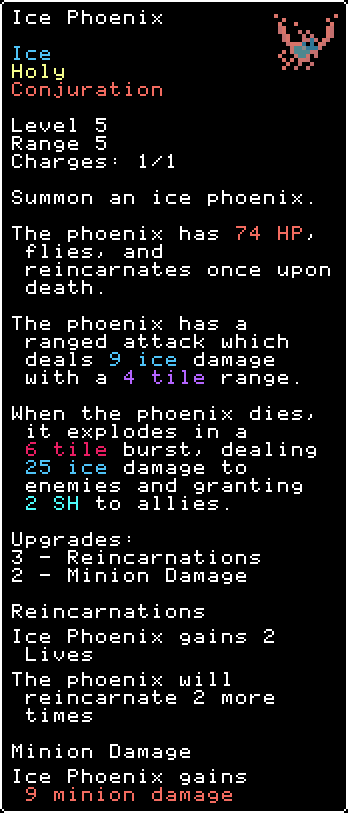 Ice Phoenix
Ice
Holy
Conjuration
Level 5
Range 5
Charges: 1/1
Summon an ice phoenix.
The phoenix has 74 HP,
flies, and
reincarnates once upon
death.
The phoenix has a
ranged attack which
deals 9 ice damage
with a 4 tile range.
When the phoenix dies,
it explodes in a
6 tile burst, dealing
25 ice damage to
enemies and granting
2 SH to allies.
Upgrades:
3 - Reincarnations
2 - Minion Damage
Reincarnations
Ice Phoenix gains 2
Lives
The phoenix will
reincarnate 2 more
times
Minion Damage
Ice Phoenix gains
9 minion damage